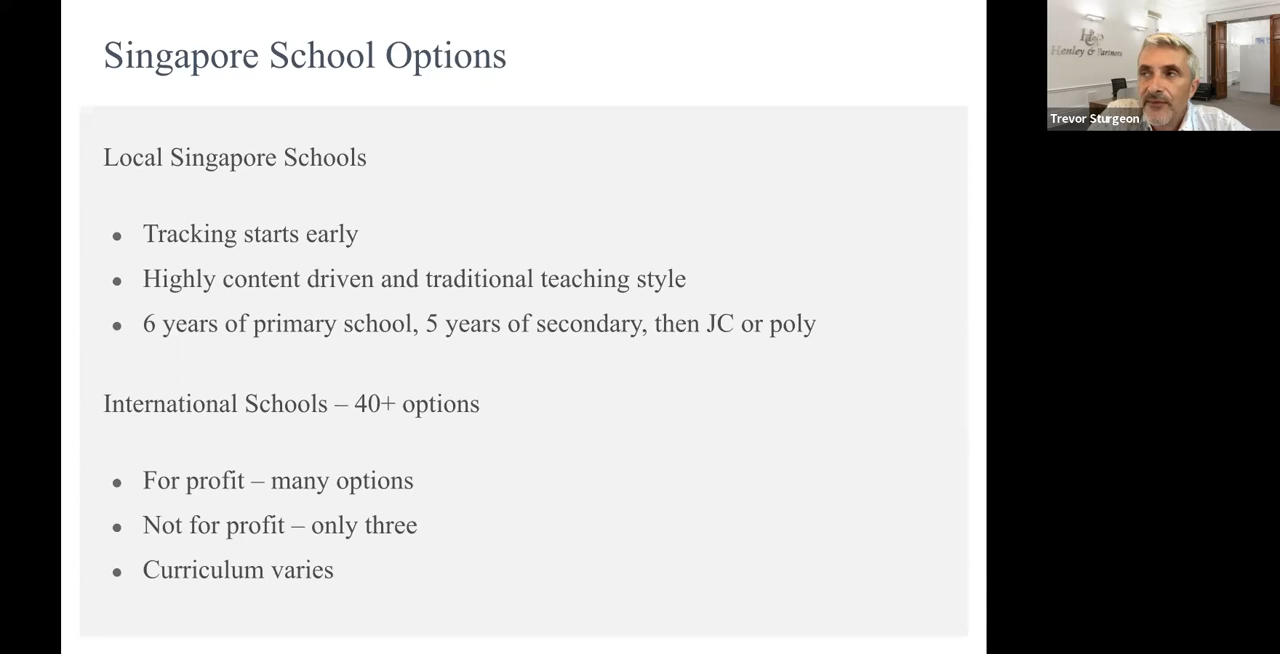 Singapore School Options
Local Singapore Schools
● Tracking starts early
● Highly content driven and traditional teaching style
● 6 years of primary school, 5 years of secondary, then JC or poly
International Schools – 40+ options
● For profit – many options
● Not for profit – only three
● Curriculum varies
Henley & Partners
Trevor Sturgeon